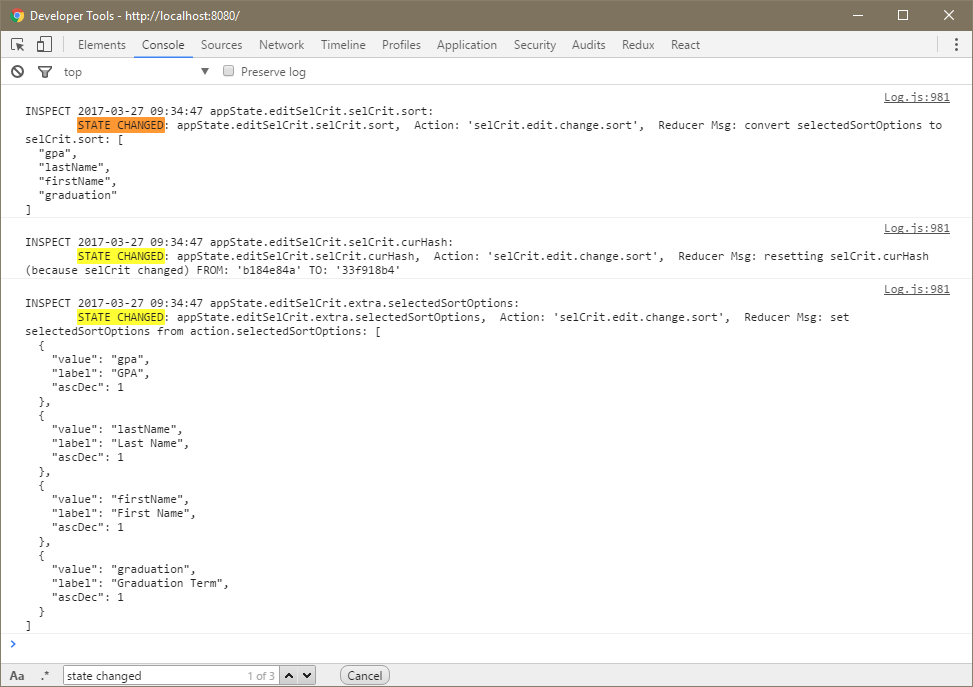 Developer Tools - http://localhost:8080/
Elements Console Sources Network Timeline Profiles Application Security Audits Redux React
top Preserve log
Log.js:981
INSPECT 2017-03-27 09:34:47 appState.editSelCrit.selCrit.sort:
STATE CHANGED: appState.editSelCrit.selCrit.sort,  Action: 'selCrit.edit.change.sort',  Reducer Msg: convert selectedSortOptions to
selCrit.sort: [
  "gpa",
  "lastName",
  "firstName",
  "graduation"
]
Log.js:981
INSPECT 2017-03-27 09:34:47 appState.editSelCrit.selCrit.curHash:
STATE CHANGED: appState.editSelCrit.selCrit.curHash,  Action: 'selCrit.edit.change.sort',  Reducer Msg: resetting selCrit.curHash
(because selCrit changed) FROM: 'b184e84a' TO: '33f918b4'
Log.js:981
INSPECT 2017-03-27 09:34:47 appState.editSelCrit.extra.selectedSortOptions:
STATE CHANGED: appState.editSelCrit.extra.selectedSortOptions,  Action: 'selCrit.edit.change.sort',  Reducer Msg: set
selectedSortOptions from action.selectedSortOptions: [
  {
    "value": "gpa",
    "label": "GPA",
    "ascDec": 1
  },
  {
    "value": "lastName",
    "label": "Last Name",
    "ascDec": 1
  },
  {
    "value": "firstName",
    "label": "First Name",
    "ascDec": 1
  },
  {
    "value": "graduation",
    "label": "Graduation Term",
    "ascDec": 1
  }
]
>
Aa .* state changed 1 of 3 Cancel